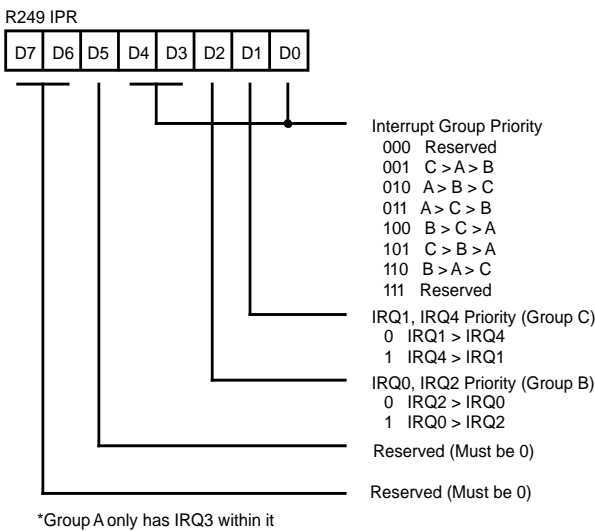 R249 IPR
D7 D6 D5 D4 D3 D2 D1 D0
Interrupt Group Priority
000 Reserved
001 C > A > B
010 A > B > C
011 A > C > B
100 B > C > A
101 C > B > A
110 B > A > C
111 Reserved
IRQ1, IRQ4 Priority (Group C)
0 IRQ1 > IRQ4
1 IRQ4 > IRQ1
IRQ0, IRQ2 Priority (Group B)
0 IRQ2 > IRQ0
1 IRQ0 > IRQ2
Reserved (Must be 0)
Reserved (Must be 0)
*Group A only has IRQ3 within it